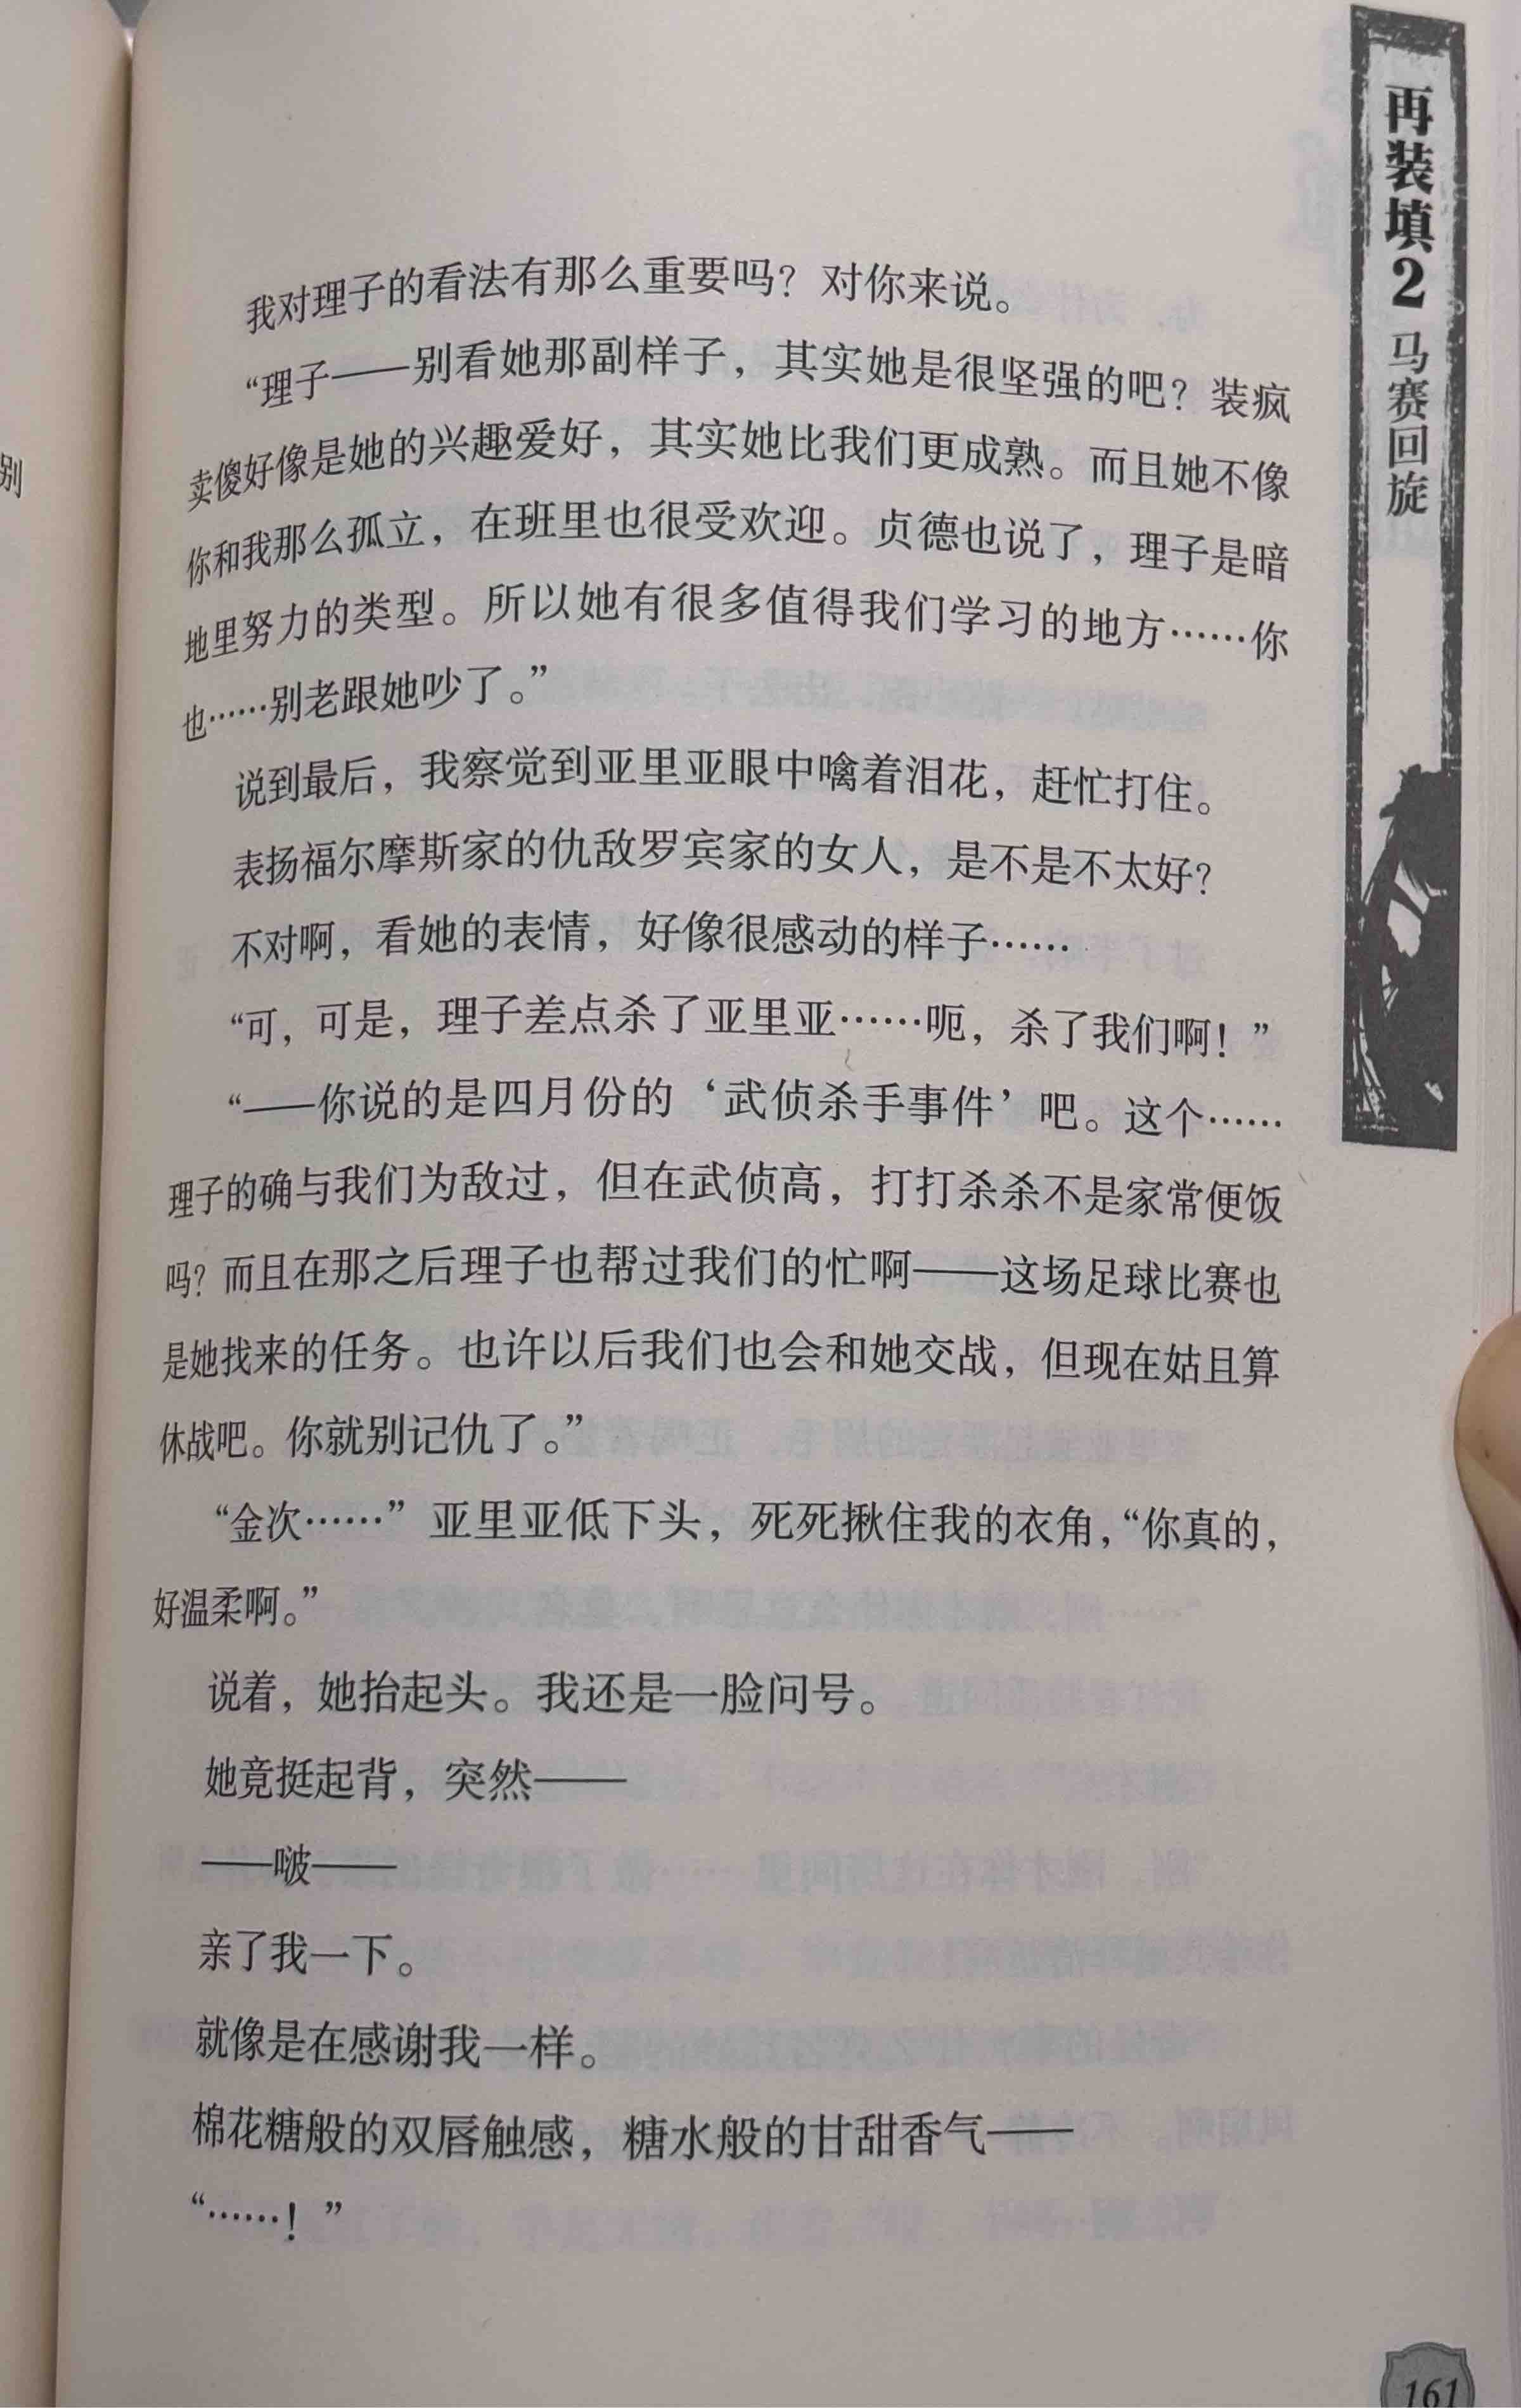 别
再装填2 马赛回旋
我对理子的看法有那么重要吗？对你来说。
“理子——别看她那副样子，其实她是很坚强的吧？装疯
卖傻好像是她的兴趣爱好，其实她比我们更成熟。而且她不像
你和我那么孤立，在班里也很受欢迎。贞德也说了，理子是暗
地里努力的类型。所以她有很多值得我们学习的地方……你
也……别老跟她吵了。”
说到最后，我察觉到亚里亚眼中噙着泪花，赶忙打住。
表扬福尔摩斯家的仇敌罗宾家的女人，是不是不太好？
不对啊，看她的表情，好像很感动的样子……
“可，可是，理子差点杀了亚里亚……呃，杀了我们啊！”
“——你说的是四月份的‘武侦杀手事件’吧。这个……
理子的确与我们为敌过，但在武侦高，打打杀杀不是家常便饭
吗？而且在那之后理子也帮过我们的忙啊——这场足球比赛也
是她找来的任务。也许以后我们也会和她交战，但现在姑且算
休战吧。你就别记仇了。”
“金次……”亚里亚低下头，死死揪住我的衣角，“你真的，
好温柔啊。”
说着，她抬起头。我还是一脸问号。
她竟挺起背，突然——
——啵——
亲了我一下。
就像是在感谢我一样。
棉花糖般的双唇触感，糖水般的甘甜香气——
“……！”
161